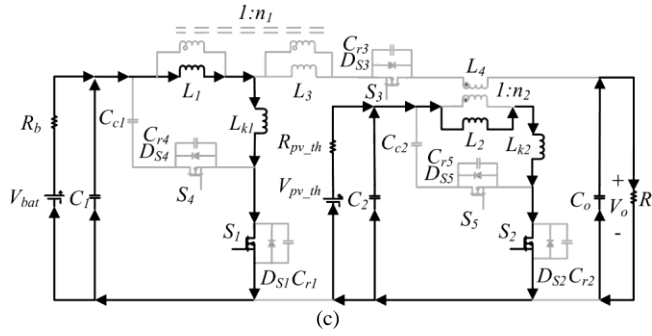 1:n1
Cr3
DS3
L1
L3
S3
L4
1:n2
Rb
Cc1
Lk1
Cr4
DS4
S4
Rpv_th
Cc2
L2
Lk2
Cr5
DS5
S5
Vbat
C1
S1
Vpv_th
C2
S2
Co
+
Vo
-
R
DS1 Cr1
DS2 Cr2
(c)